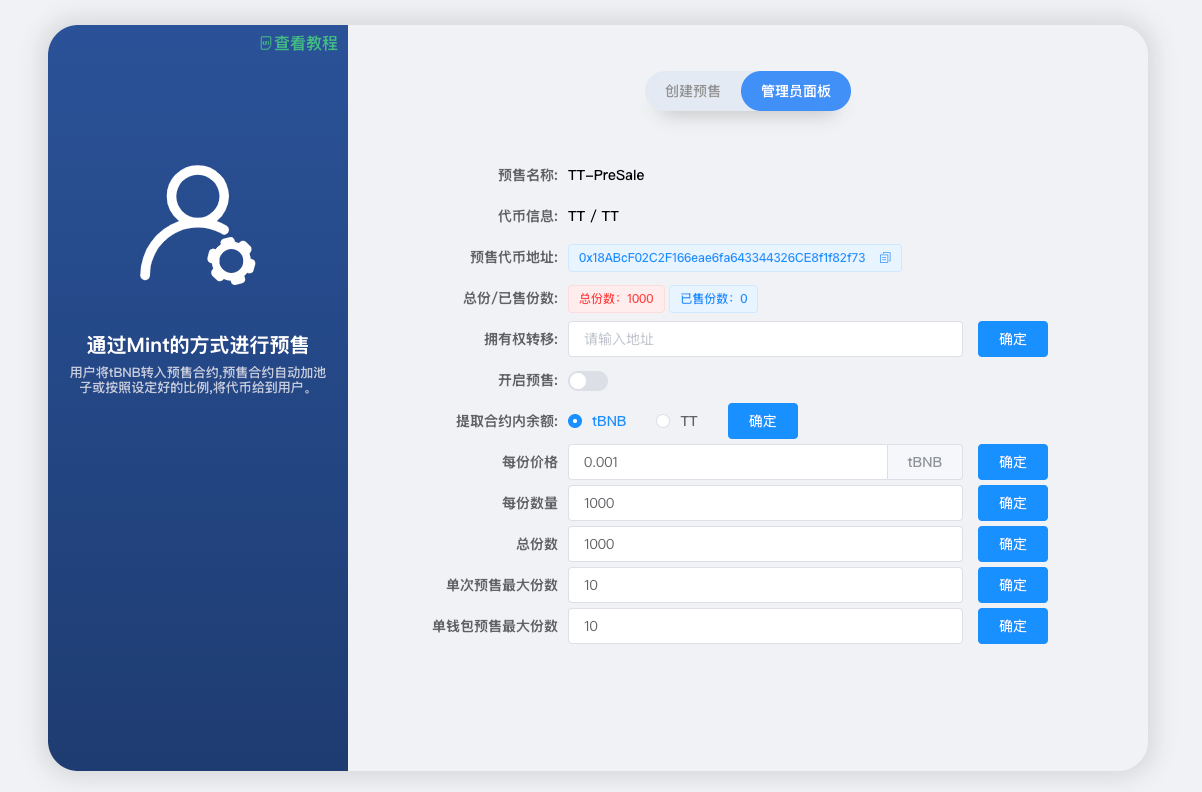 查看教程
通过Mint的方式进行预售
用户将tBNB转入预售合约,预售合约自动加池
子或按照设定好的比例,将代币给到用户。
创建预售 管理员面板
预售名称: TT-PreSale
代币信息: TT / TT
预售代币地址: 0x18ABcF02C2F166eae6fa643344326CE8f1f82f73
总份/已售份数: 总份数：1000 已售份数：0
拥有权转移: 请输入地址 确定
开启预售:
提取合约内余额: tBNB TT 确定
每份价格 0.001 tBNB 确定
每份数量 1000 确定
总份数 1000 确定
单次预售最大份数 10 确定
单钱包预售最大份数 10 确定